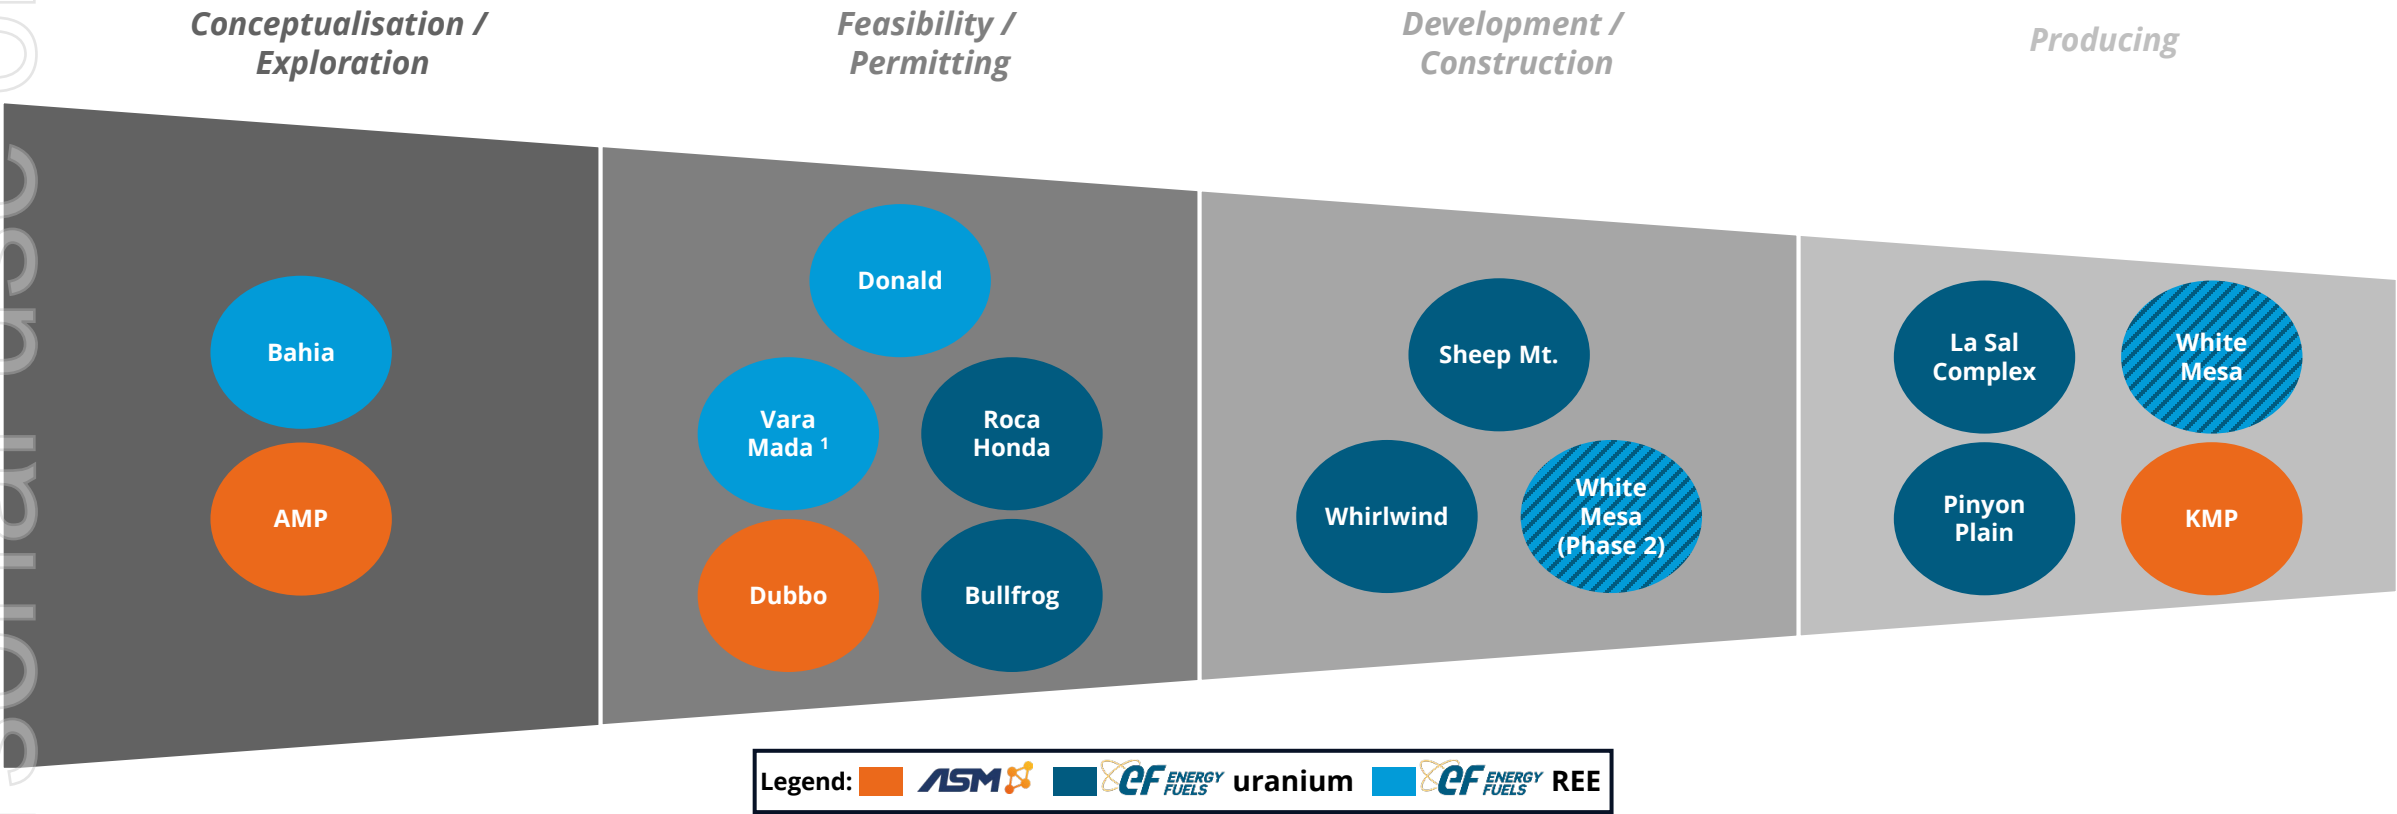 Conceptualisation /
Exploration
Feasibility /
Permitting
Development /
Construction
Producing
Bahia
AMP
Donald
Vara
Mada ¹
Roca
Honda
Dubbo
Bullfrog
Sheep Mt.
Whirlwind
White
Mesa
(Phase 2)
La Sal
Complex
White
Mesa
Pinyon
Plain
KMP
Legend: ASM eF ENERGY FUELS uranium eF ENERGY FUELS REE